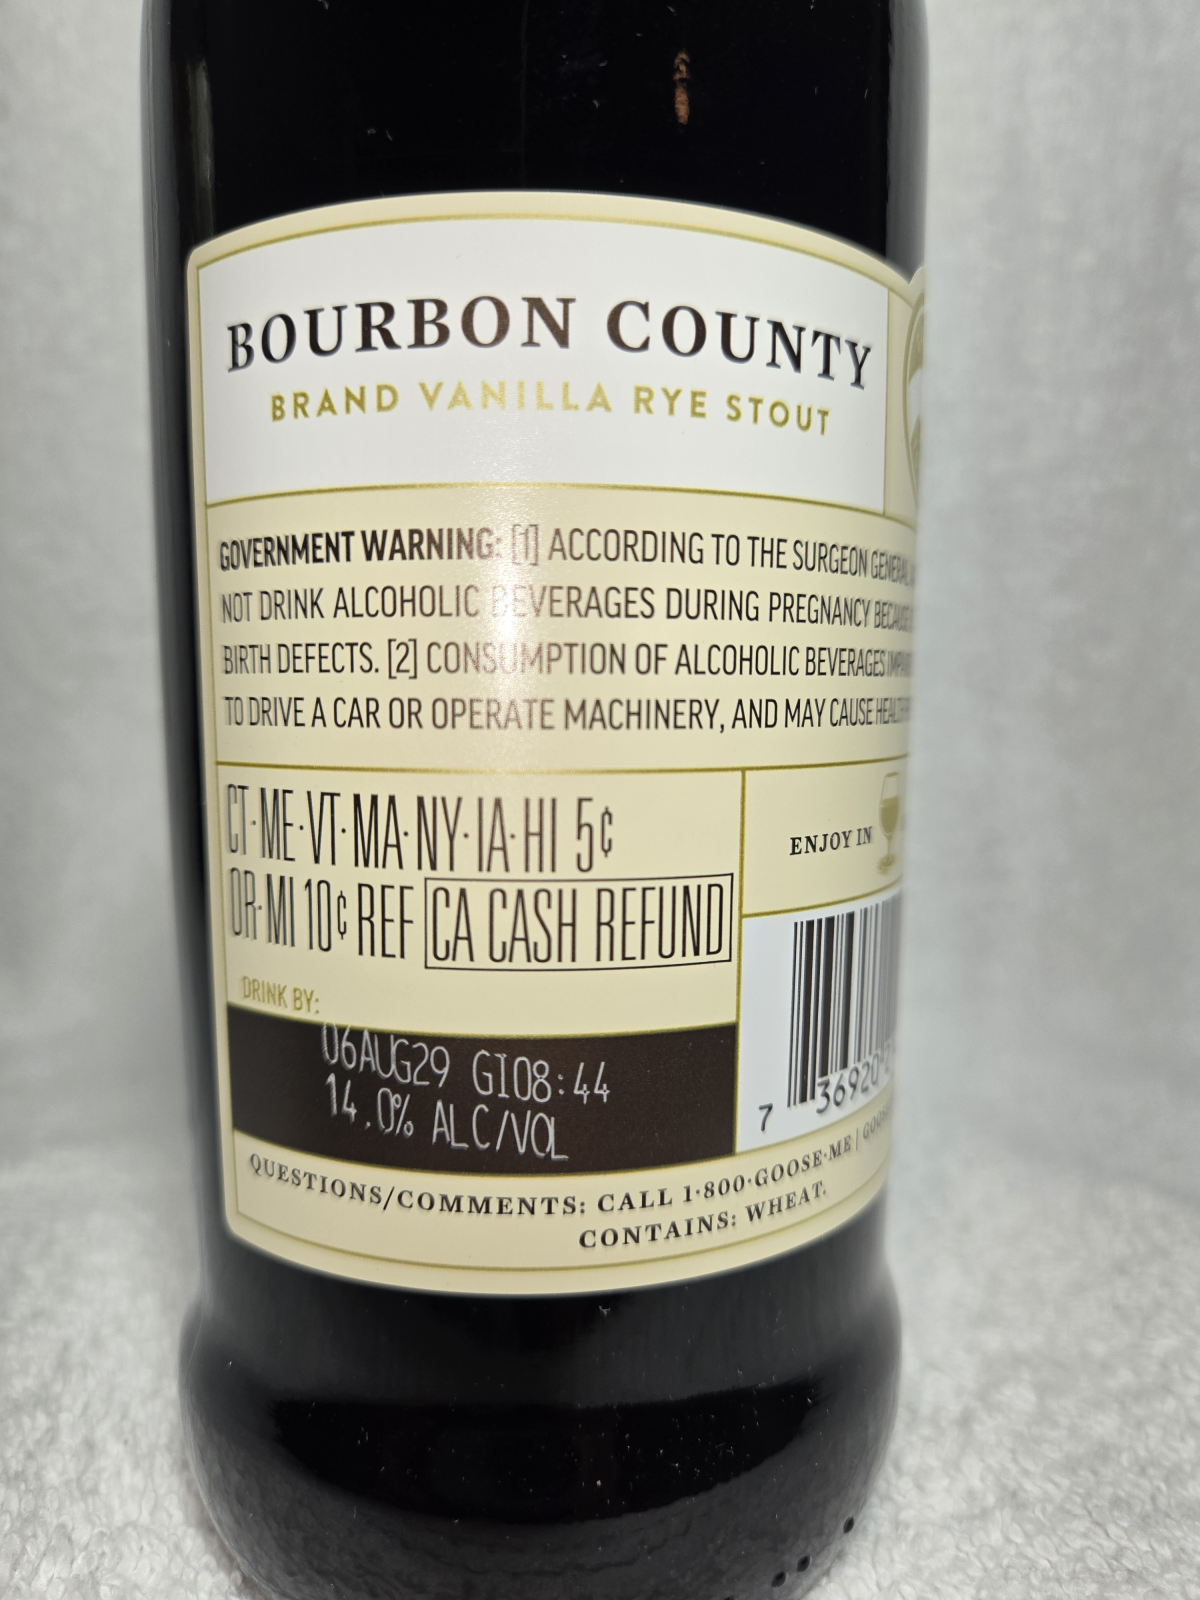 BOURBON COUNTY
BRAND VANILLA RYE STOUT
GOVERNMENT WARNING: [1] ACCORDING TO THE SURGEON GENERAL,
NOT DRINK ALCOHOLIC BEVERAGES DURING PREGNANCY BECAUSE
BIRTH DEFECTS. [2] CONSUMPTION OF ALCOHOLIC BEVERAGES
TO DRIVE A CAR OR OPERATE MACHINERY, AND MAY CAUSE
CT·ME·VT·MA·NY·IA·HI 5¢
OR·MI 10¢ REF CA CASH REFUND
ENJOY IN
DRINK BY:
06AUG29 GI08:44
14.0% ALC/VOL
7 36920
QUESTIONS/COMMENTS: CALL 1·800·GOOSE·ME |
CONTAINS: WHEAT.